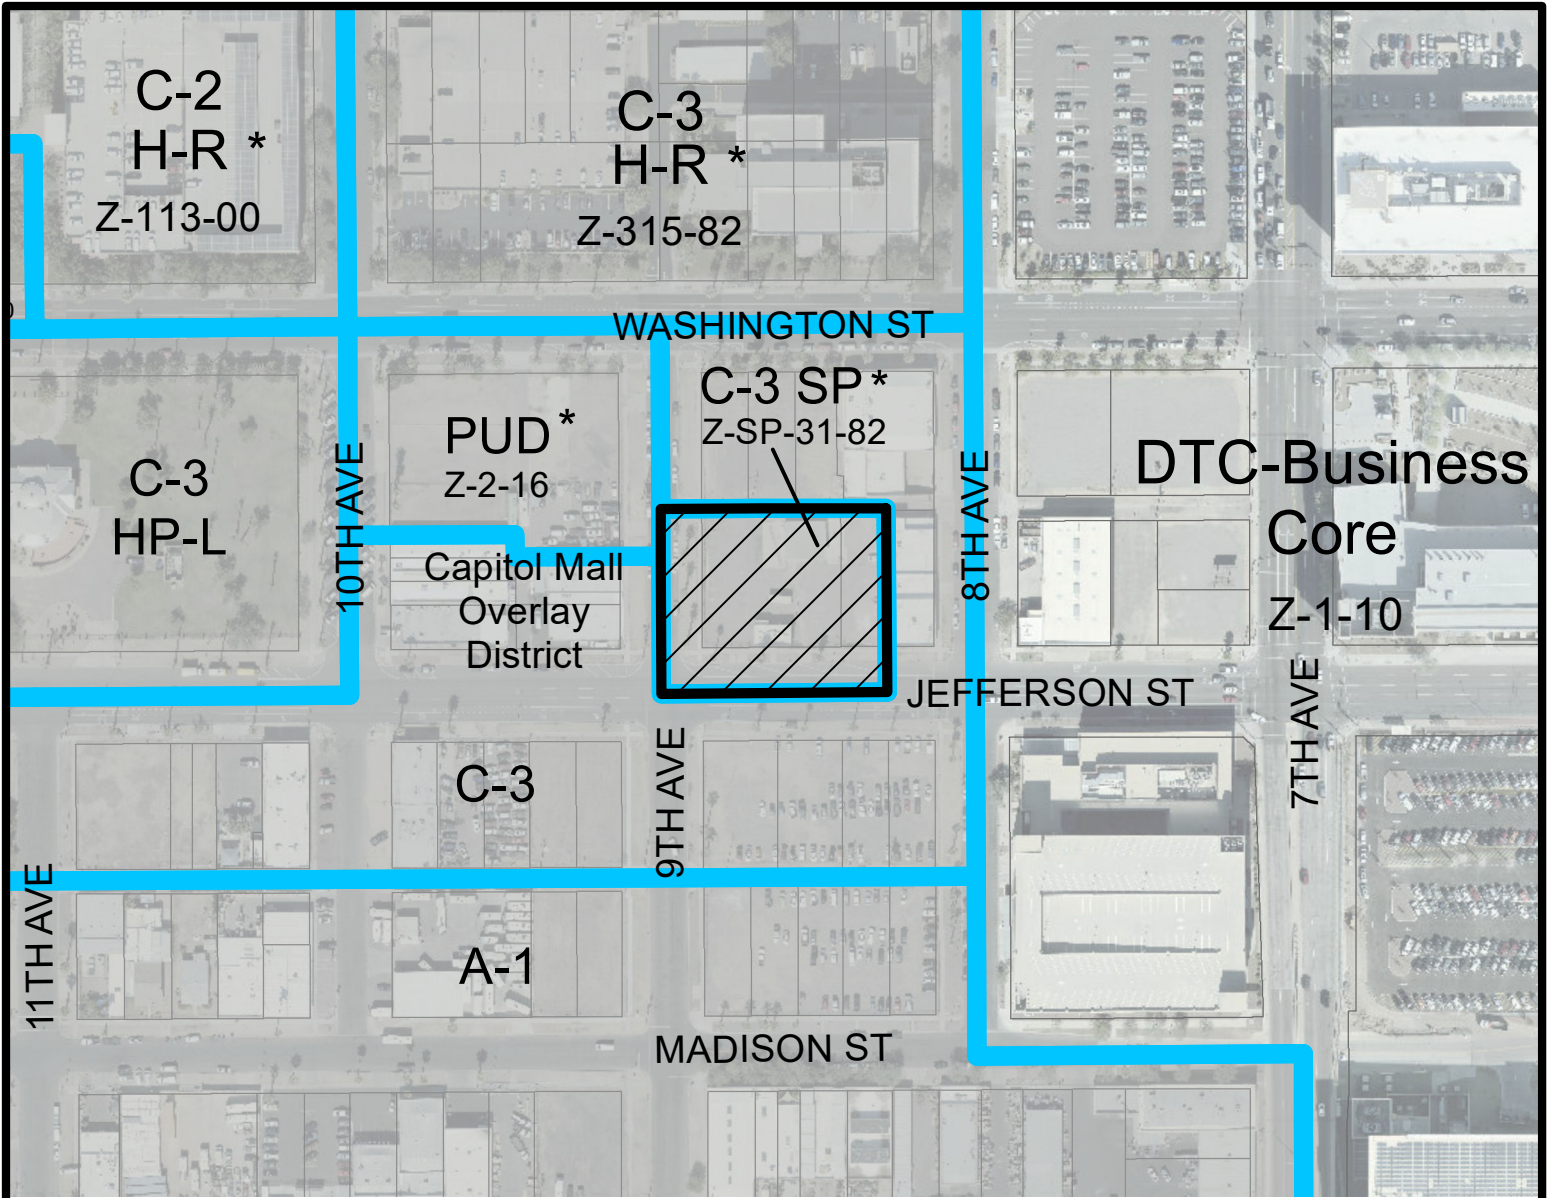 C-2
H-R *
Z-113-00
C-3
H-R *
Z-315-82
WASHINGTON ST
C-3 SP *
Z-SP-31-82
PUD *
Z-2-16
C-3
HP-L
10TH AVE
8TH AVE
DTC-Business
Core
Z-1-10
Capitol Mall
Overlay
District
JEFFERSON ST
7TH AVE
9TH AVE
C-3
11TH AVE
A-1
MADISON ST